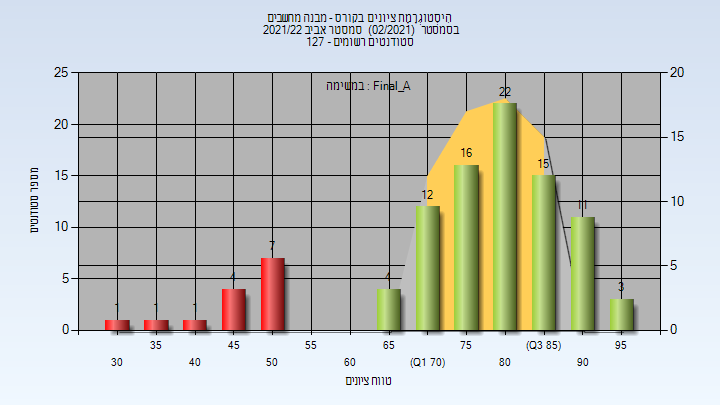 היסטוגרמת ציונים בקורס - מבנה מחשבים
בסמסטר (02/2021) סמסטר אביב 2021/22
סטודנטים רשומים - 127
במשימה : Final_A
מספר סטודנטים
25
20
15
10
5
0
20
15
10
5
0
1
1
1
4
7
4
12
16
22
15
11
3
35 45 55 65 75 (Q3 85) 95
30 40 50 60 (Q1 70) 80 90
טווח ציונים